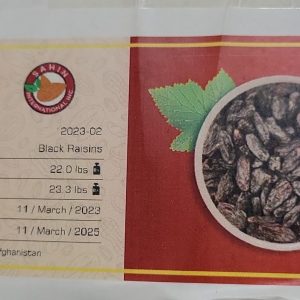 SAHIN
INTERNATIONAL INC.
2023-02
Black Raisins
22.0 lbs
23.3 lbs
11 / March / 2023
11 / March / 2025
fghanistan